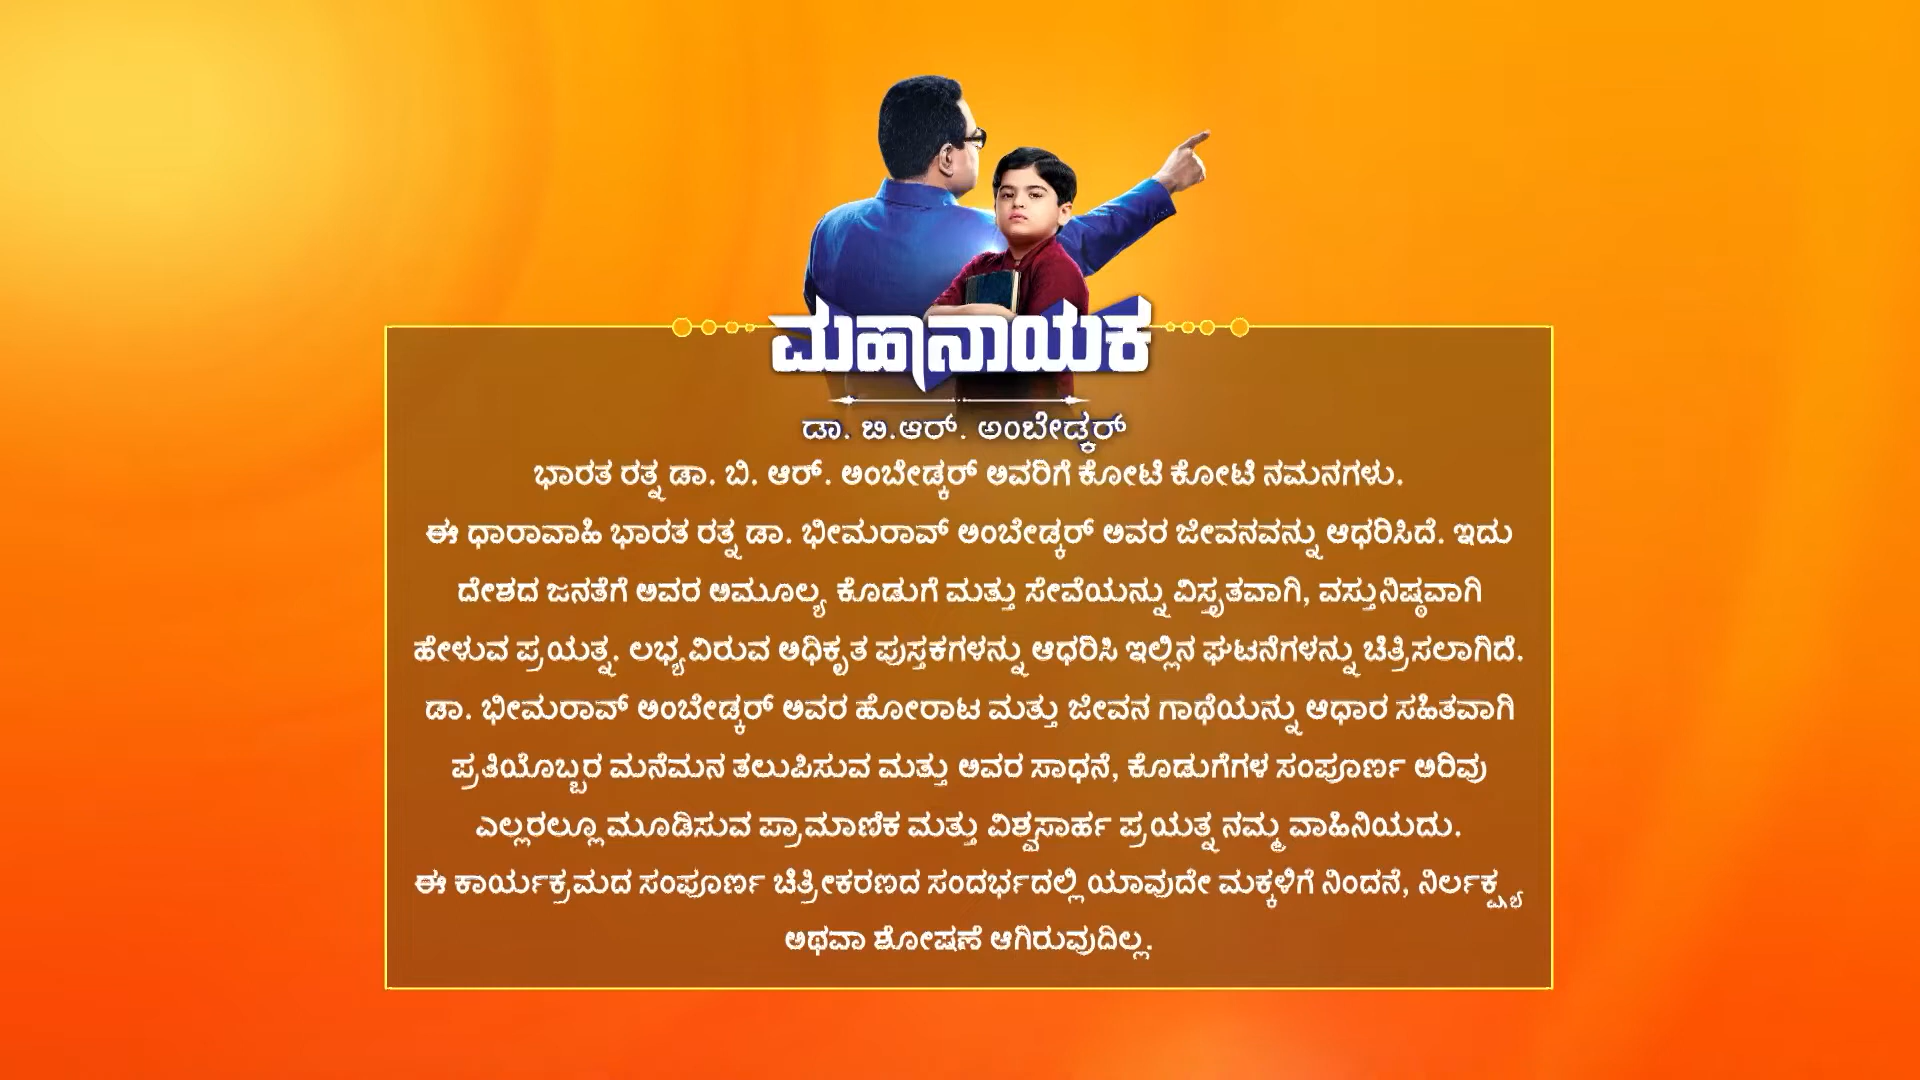 ಮಹಾನಾಯಕ
ಡಾ. ಬಿ.ಆರ್. ಅಂಬೇಡ್ಕರ್
ಭಾರತ ರತ್ನ ಡಾ. ಬಿ. ಆರ್. ಅಂಬೇಡ್ಕರ್ ಅವರಿಗೆ ಕೋಟಿ ಕೋಟಿ ನಮನಗಳು.
ಈ ಧಾರಾವಾಹಿ ಭಾರತ ರತ್ನ ಡಾ. ಭೀಮರಾವ್ ಅಂಬೇಡ್ಕರ್ ಅವರ ಜೀವನವನ್ನು ಆಧರಿಸಿದೆ. ಇದು
ದೇಶದ ಜನತೆಗೆ ಅವರ ಅಮೂಲ್ಯ ಕೊಡುಗೆ ಮತ್ತು ಸೇವೆಯನ್ನು ವಿಸ್ತೃತವಾಗಿ, ವಸ್ತುನಿಷ್ಠವಾಗಿ
ಹೇಳುವ ಪ್ರಯತ್ನ. ಲಭ್ಯವಿರುವ ಅಧಿಕೃತ ಪುಸ್ತಕಗಳನ್ನು ಆಧರಿಸಿ ಇಲ್ಲಿನ ಘಟನೆಗಳನ್ನು ಚಿತ್ರಿಸಲಾಗಿದೆ.
ಡಾ. ಭೀಮರಾವ್ ಅಂಬೇಡ್ಕರ್ ಅವರ ಹೋರಾಟ ಮತ್ತು ಜೀವನ ಗಾಥೆಯನ್ನು ಆಧಾರ ಸಹಿತವಾಗಿ
ಪ್ರತಿಯೊಬ್ಬರ ಮನೆಮನ ತಲುಪಿಸುವ ಮತ್ತು ಅವರ ಸಾಧನೆ, ಕೊಡುಗೆಗಳ ಸಂಪೂರ್ಣ ಅರಿವು
ಎಲ್ಲರಲ್ಲೂ ಮೂಡಿಸುವ ಪ್ರಾಮಾಣಿಕ ಮತ್ತು ವಿಶ್ವಸಾರ್ಹ ಪ್ರಯತ್ನ ನಮ್ಮ ವಾಹಿನಿಯದು.
ಈ ಕಾರ್ಯಕ್ರಮದ ಸಂಪೂರ್ಣ ಚಿತ್ರೀಕರಣದ ಸಂದರ್ಭದಲ್ಲಿ ಯಾವುದೇ ಮಕ್ಕಳಿಗೆ ನಿಂದನೆ, ನಿರ್ಲಕ್ಷ್ಯ
ಅಥವಾ ಶೋಷಣೆ ಆಗಿರುವುದಿಲ್ಲ.